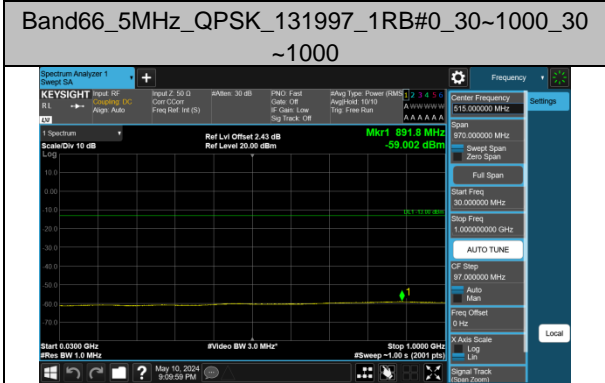 Band66_5MHz_QPSK_131997_1RB#0_30~1000_30
~1000
Spectrum Analyzer 1
Swept SA
+
Frequency
KEYSIGHT
RL
Input: RF
Coupling: DC
Align: Auto
Input Z: 50 Ω
Corr CCorr
Freq Ref: Int (S)
#Atten: 30 dB
PNO: Fast
Gate: Off
IF Gain: Low
Sig Track: Off
#Avg Type: Power (RMS)
Avg|Hold: 10/10
Trig: Free Run
1 2 3 4 5 6
A W W W W W
A A A A A A
LW
1 Spectrum
Scale/Div 10 dB
Log
Ref Lvl Offset 2.43 dB
Ref Level 20.00 dBm
Mkr1 891.8 MHz
-59.002 dBm
10.0
0.00
-10.0
-20.0
-30.0
-40.0
-50.0
-60.0
-70.0
DL1 -13.00 dBm
1
Start 0.0300 GHz
#Res BW 1.0 MHz
#Video BW 3.0 MHz*
Stop 1.0000 GHz
#Sweep ~1.00 s (2001 pts)
Center Frequency
515.000000 MHz
Settings
Span
970.000000 MHz
Swept Span
Zero Span
Full Span
Start Freq
30.000000 MHz
Stop Freq
1.000000000 GHz
AUTO TUNE
CF Step
97.000000 MHz
Auto
Man
Freq Offset
0 Hz
X Axis Scale
Log
Lin
Local
Signal Track
(Span Zoom)
?
May 10, 2024
9:09:59 PM